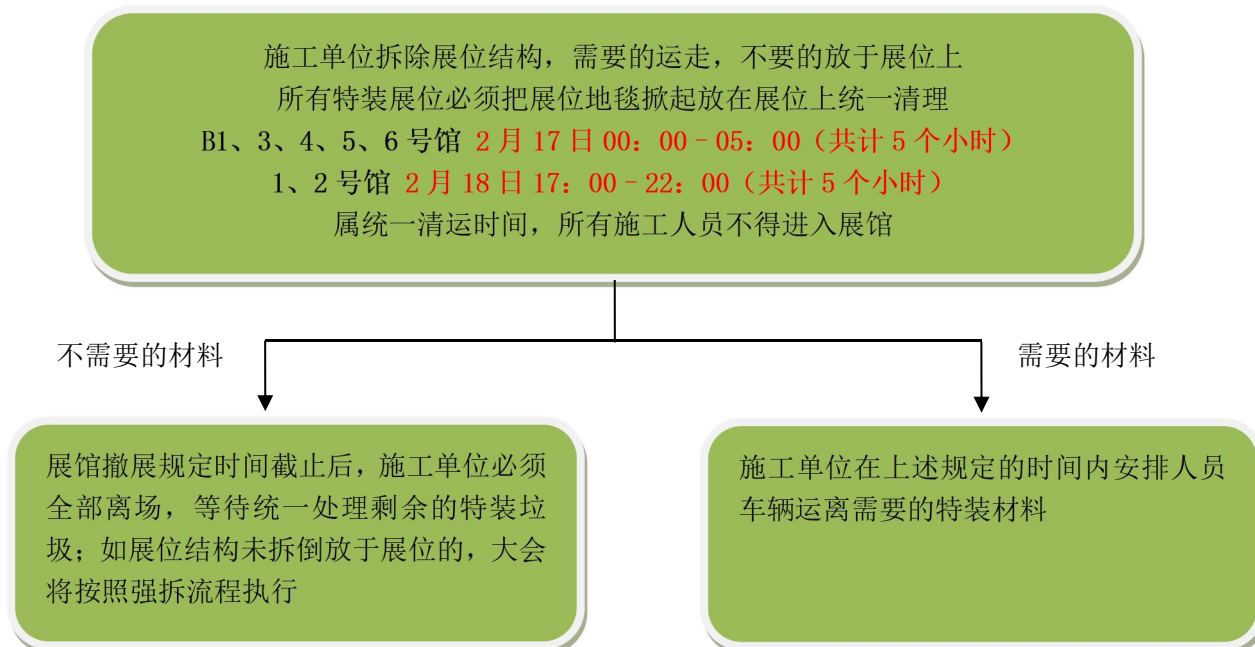 施工单位拆除展位结构，需要的运走，不要的放于展位上
所有特装展位必须把展位地毯掀起放在展位上统一清理
B1、3、4、5、6 号馆 2 月 17 日 00：00－05：00（共计 5 个小时）
1、2 号馆 2 月 18 日 17：00－22：00（共计 5 个小时）
属统一清运时间，所有施工人员不得进入展馆
不需要的材料
需要的材料
展馆撤展规定时间截止后，施工单位必须
全部离场，等待统一处理剩余的特装垃
圾；如展位结构未拆倒放于展位的，大会
将按照强拆流程执行
施工单位在上述规定的时间内安排人员
车辆运离需要的特装材料